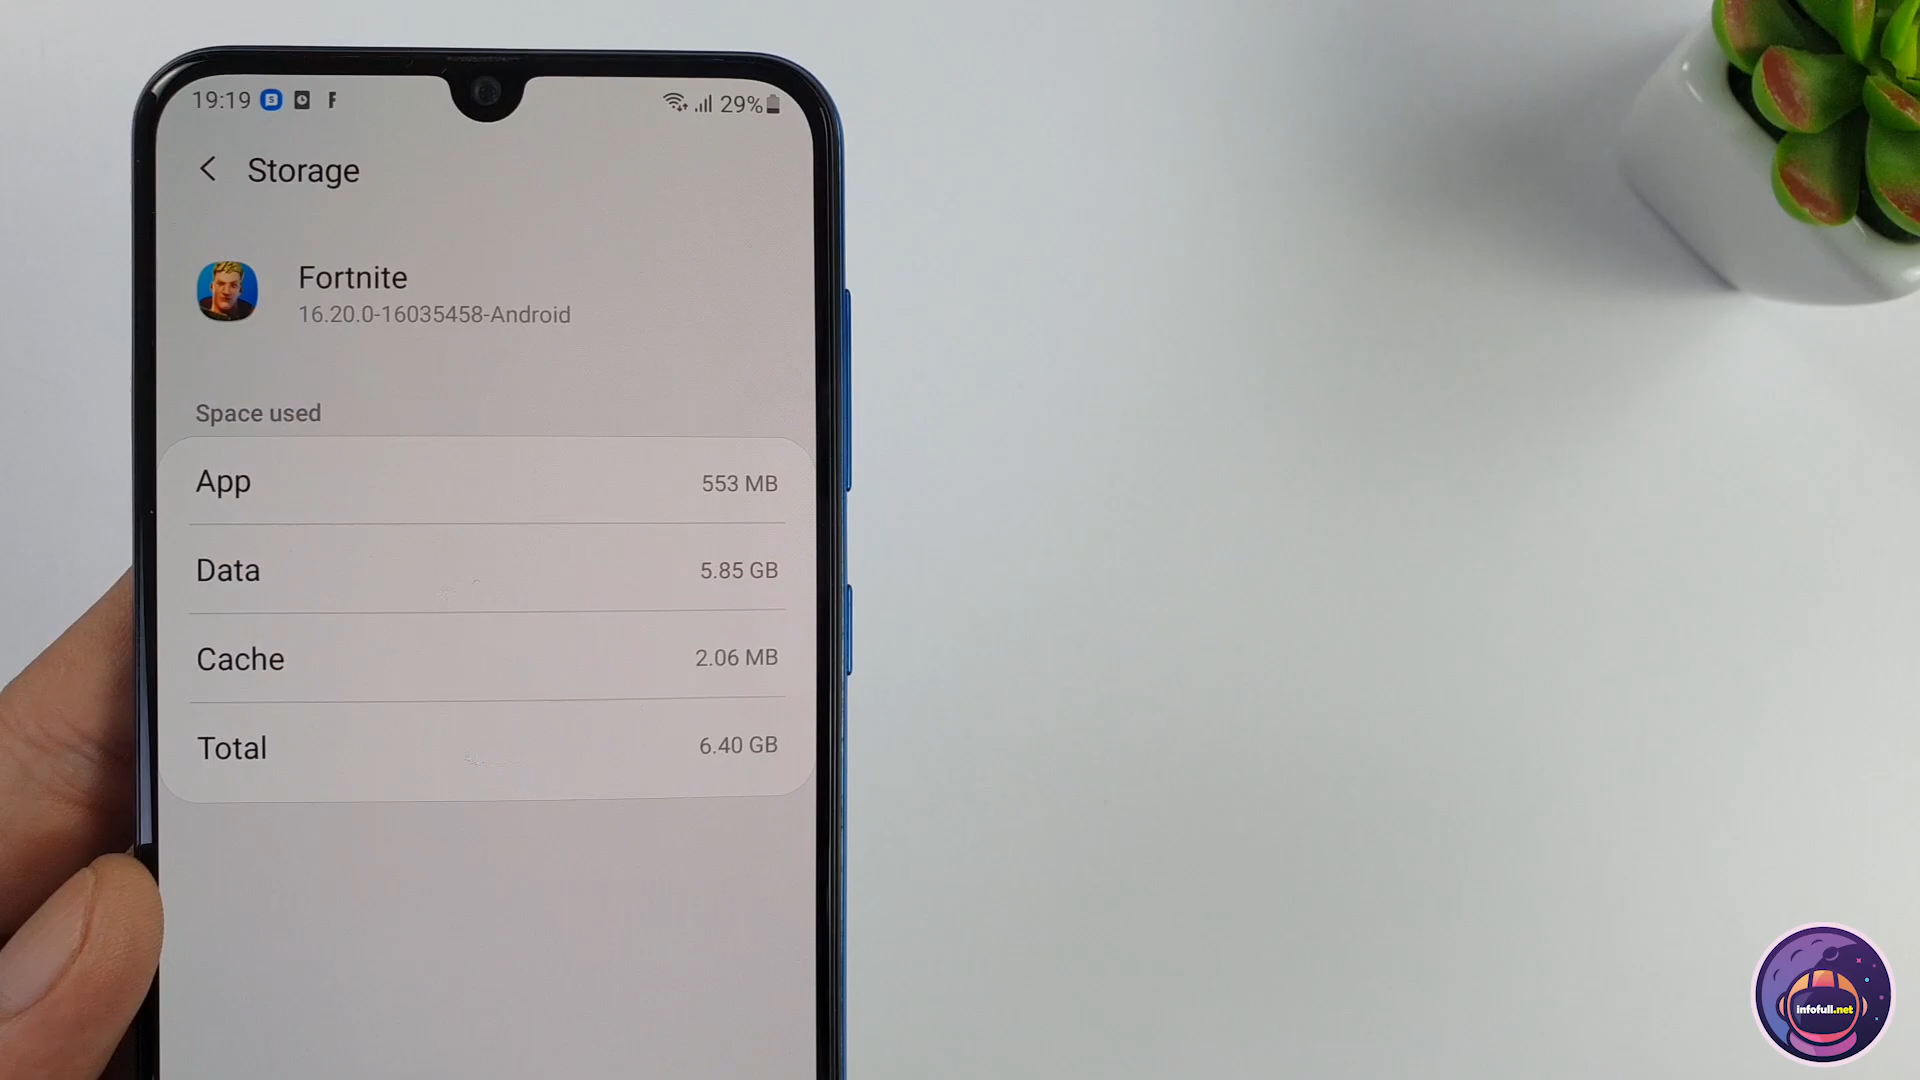 19:19 S F 29%
Storage
Fortnite
16.20.0-16035458-Android
Space used
App 553 MB
Data 5.85 GB
Cache 2.06 MB
Total 6.40 GB
infofull.net